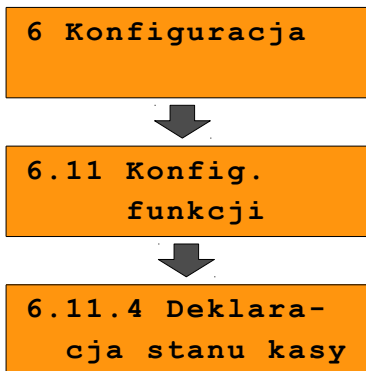 6 Konfiguracja
6.11 Konfig.
funkcji
6.11.4 Deklara-
cja stanu kasy